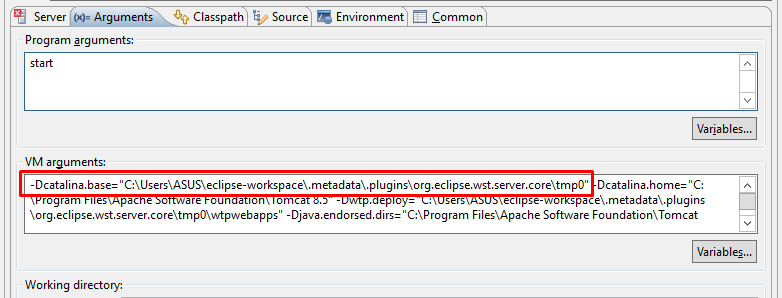 Server (x)= Arguments Classpath Source Environment Common
Program arguments:
start
Variables...
VM arguments:
-Dcatalina.base="C:\Users\ASUS\eclipse-workspace\.metadata\.plugins\org.eclipse.wst.server.core\tmp0" -Dcatalina.home="C:
\Program Files\Apache Software Foundation\Tomcat 8.5" -Dwtp.deploy="C:\Users\ASUS\eclipse-workspace\.metadata\.plugins
\org.eclipse.wst.server.core\tmp0\wtpwebapps" -Djava.endorsed.dirs="C:\Program Files\Apache Software Foundation\Tomcat
Variables...
Working directory: